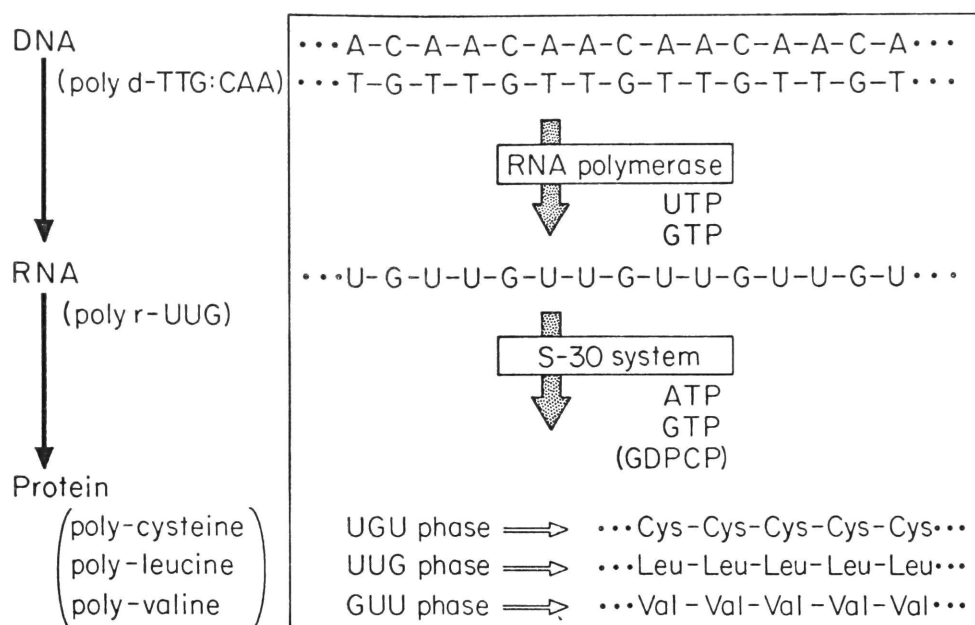 DNA
(poly d-TTG:CAA)
···A-C-A-A-C-A-A-C-A-A-C-A-A-C-A···
···T-G-T-T-G-T-T-G-T-T-G-T-T-G-T···
RNA polymerase
UTP
GTP
RNA
(poly r-UUG)
···U-G-U-U-G-U-U-G-U-U-G-U-U-G-U···
S-30 system
ATP
GTP
(GDPCP)
Protein
(poly-cysteine
poly-leucine
poly-valine)
UGU phase ⟹ ···Cys-Cys-Cys-Cys-Cys···
UUG phase ⟹ ···Leu-Leu-Leu-Leu-Leu···
GUU phase ⟹ ···Val-Val-Val-Val-Val···